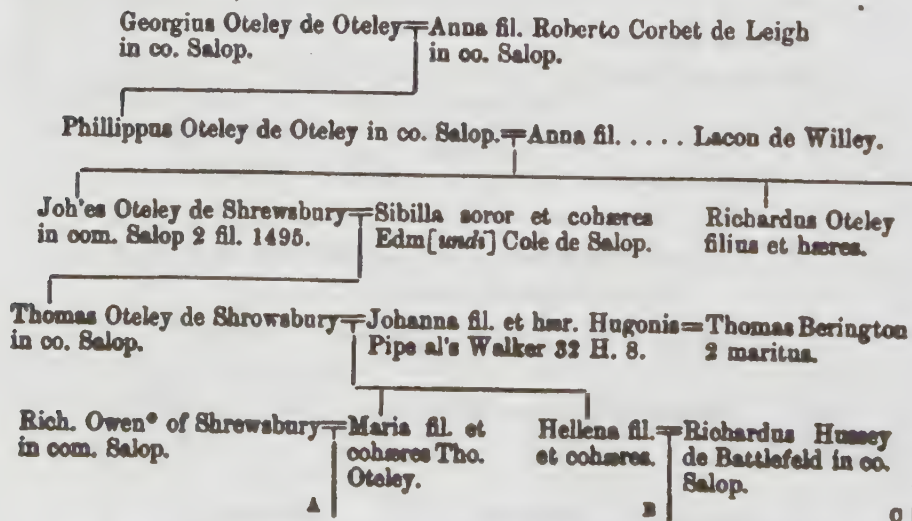 Georgius Oteley de Oteley=Anna fil. Roberto Corbet de Leigh
in co. Salop. in co. Salop.
Phillippus Oteley de Oteley in co. Salop.=Anna fil. . . . . . Lacon de Willey.
Joh'es Oteley de Shrewsbury=Sibilla soror et cohæres
in com. Salop 2 fil. 1495. Edm[undi] Cole de Salop.
Richardus Oteley
filius et hæres.
Thomas Oteley de Shrowsbury=Johanna fil. et hær. Hugonis=Thomas Berington
in co. Salop. Pipe al's Walker 32 H. 8. 2 maritus.
Rich. Owen* of Shrewsbury=Maria fil. et
in com. Salop. cohæres Tho.
Oteley.
Hellena fil.=Richardus Hussey
et cohæres. de Battlefeld in co.
Salop.
A B C